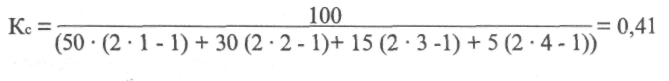 Кс = 100 / (50 · (2 · 1 - 1) + 30 (2 · 2 - 1)+ 15 (2 · 3 -1) + 5 (2 · 4 - 1)) = 0,41